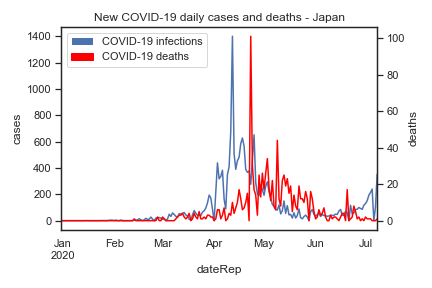 New COVID-19 daily cases and deaths - Japan
COVID-19 infections
COVID-19 deaths
1400
1200
1000
800
600
400
200
0
cases
100
80
60
40
20
0
deaths
Jan Feb Mar Apr May Jun Jul
2020
dateRep